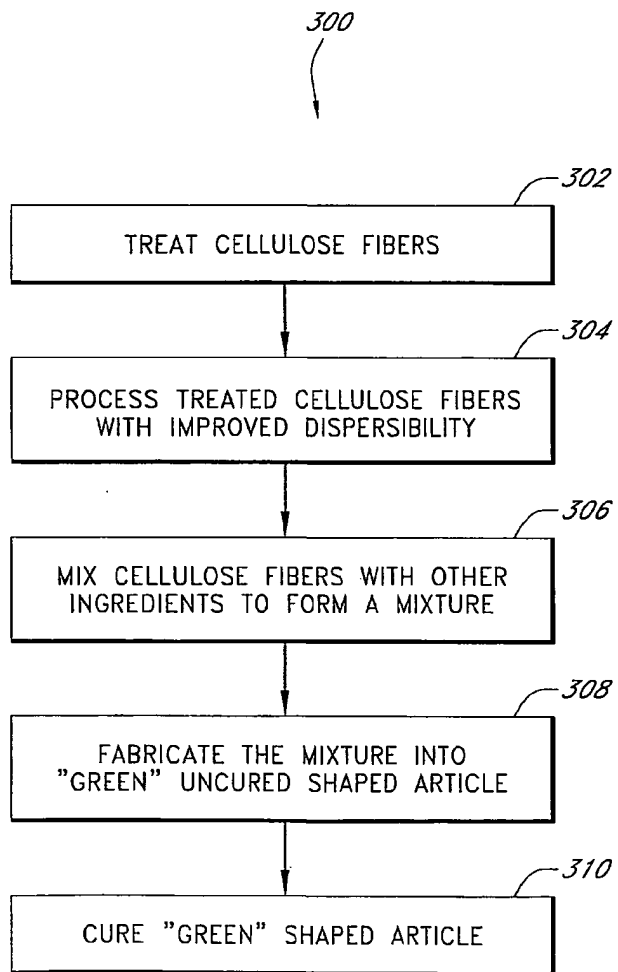 300
302
TREAT CELLULOSE FIBERS
304
PROCESS TREATED CELLULOSE FIBERS
WITH IMPROVED DISPERSIBILITY
306
MIX CELLULOSE FIBERS WITH OTHER
INGREDIENTS TO FORM A MIXTURE
308
FABRICATE THE MIXTURE INTO
"GREEN" UNCURED SHAPED ARTICLE
310
CURE "GREEN" SHAPED ARTICLE